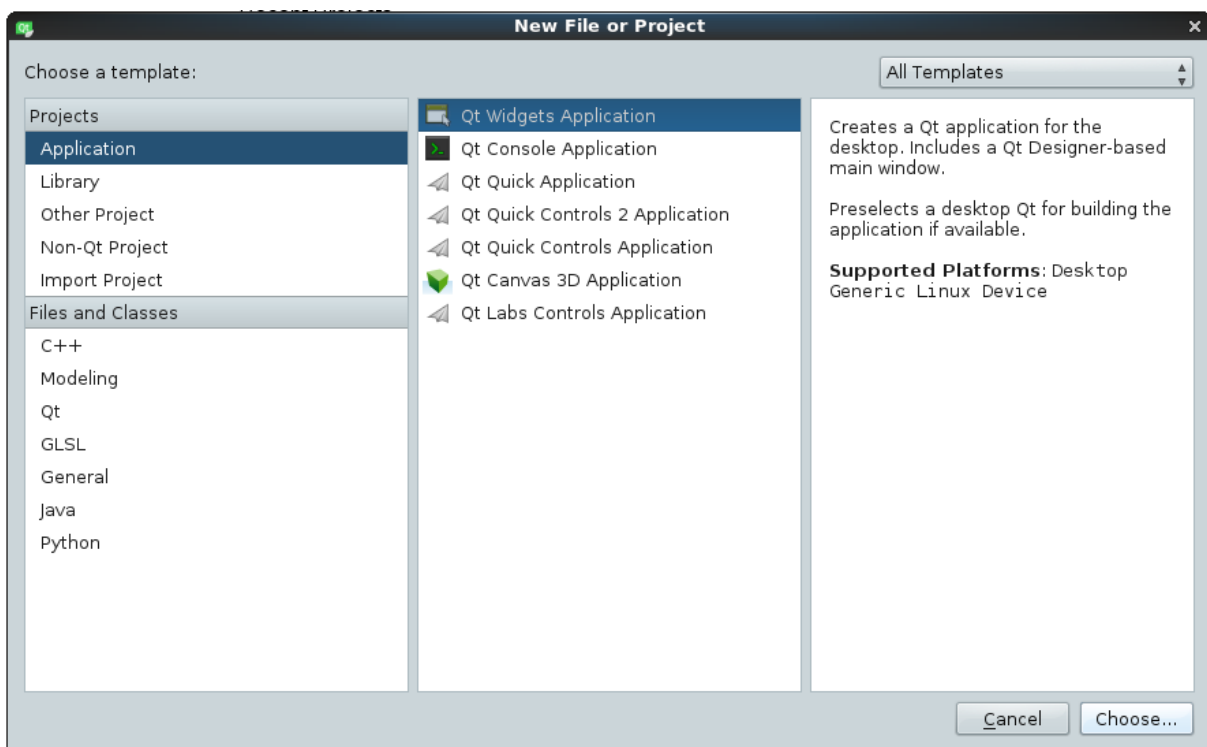 New File or Project
Choose a template:
All Templates
Projects
Application
Library
Other Project
Non-Qt Project
Import Project
Files and Classes
C++
Modeling
Qt
GLSL
General
Java
Python
Qt Widgets Application
Qt Console Application
Qt Quick Application
Qt Quick Controls 2 Application
Qt Quick Controls Application
Qt Canvas 3D Application
Qt Labs Controls Application
Creates a Qt application for the
desktop. Includes a Qt Designer-based
main window.
Preselects a desktop Qt for building the
application if available.
Supported Platforms: Desktop
Generic Linux Device
Cancel
Choose...